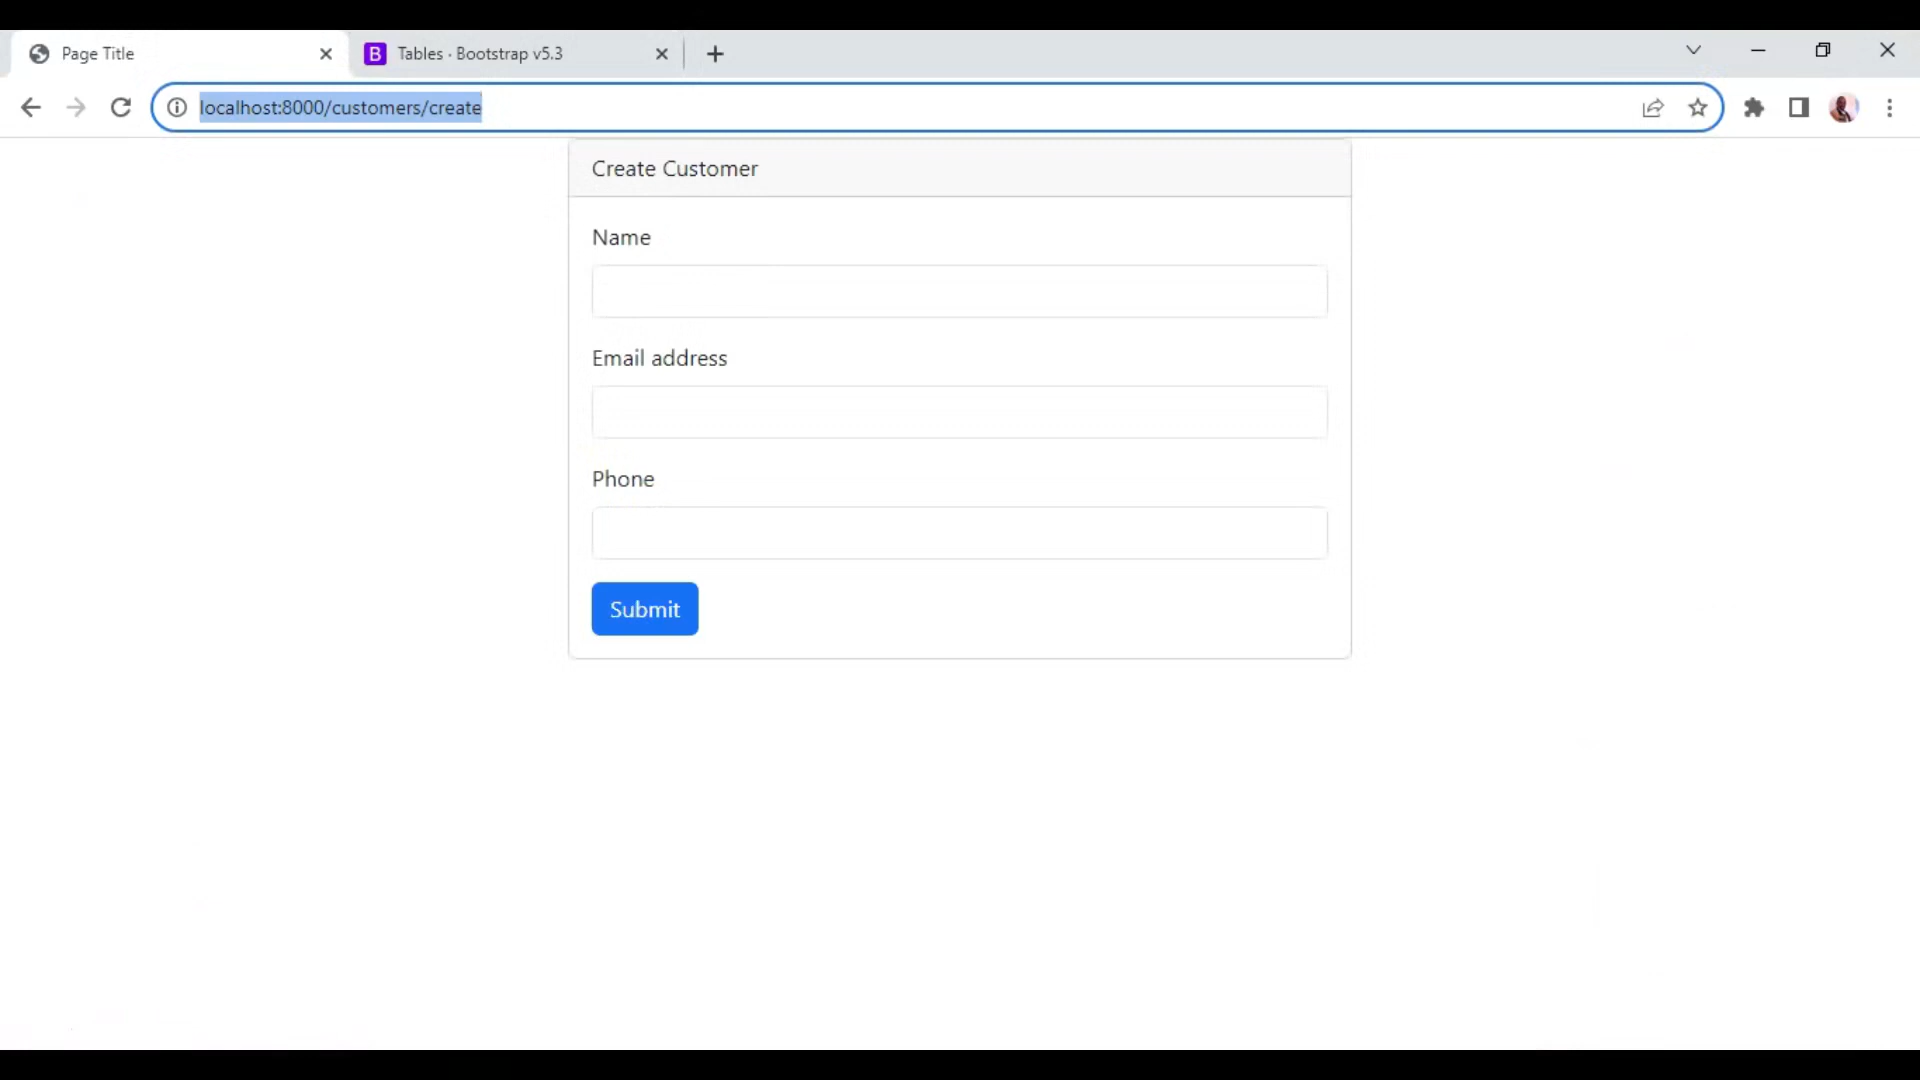 Page Title
Tables · Bootstrap v5.3
localhost:8000/customers/create
Create Customer
Name
Email address
Phone
Submit